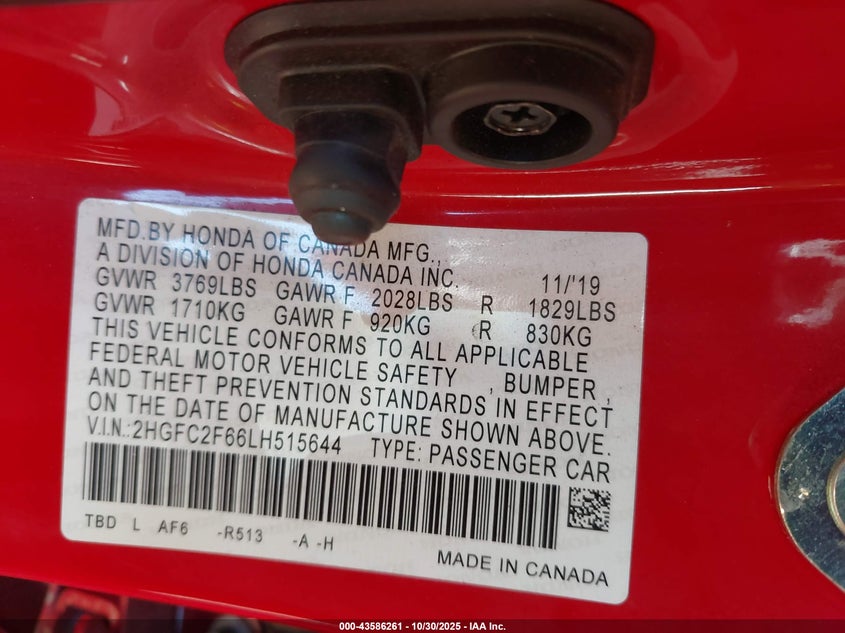 MFD.BY HONDA OF CANADA MFG.,
A DIVISION OF HONDA CANADA INC. 11/'19
GVWR 3769LBS GAWR F 2028LBS R 1829LBS
GVWR 1710KG GAWR F 920KG R 830KG
THIS VEHICLE CONFORMS TO ALL APPLICABLE
FEDERAL MOTOR VEHICLE SAFETY , BUMPER ,
AND THEFT PREVENTION STANDARDS IN EFFECT
ON THE DATE OF MANUFACTURE SHOWN ABOVE.
V.I.N.:2HGFC2F66LH515644 TYPE: PASSENGER CAR
TBD L AF6 -R513 -A -H
MADE IN CANADA
000-43586261 - 10/30/2025 - IAA Inc.